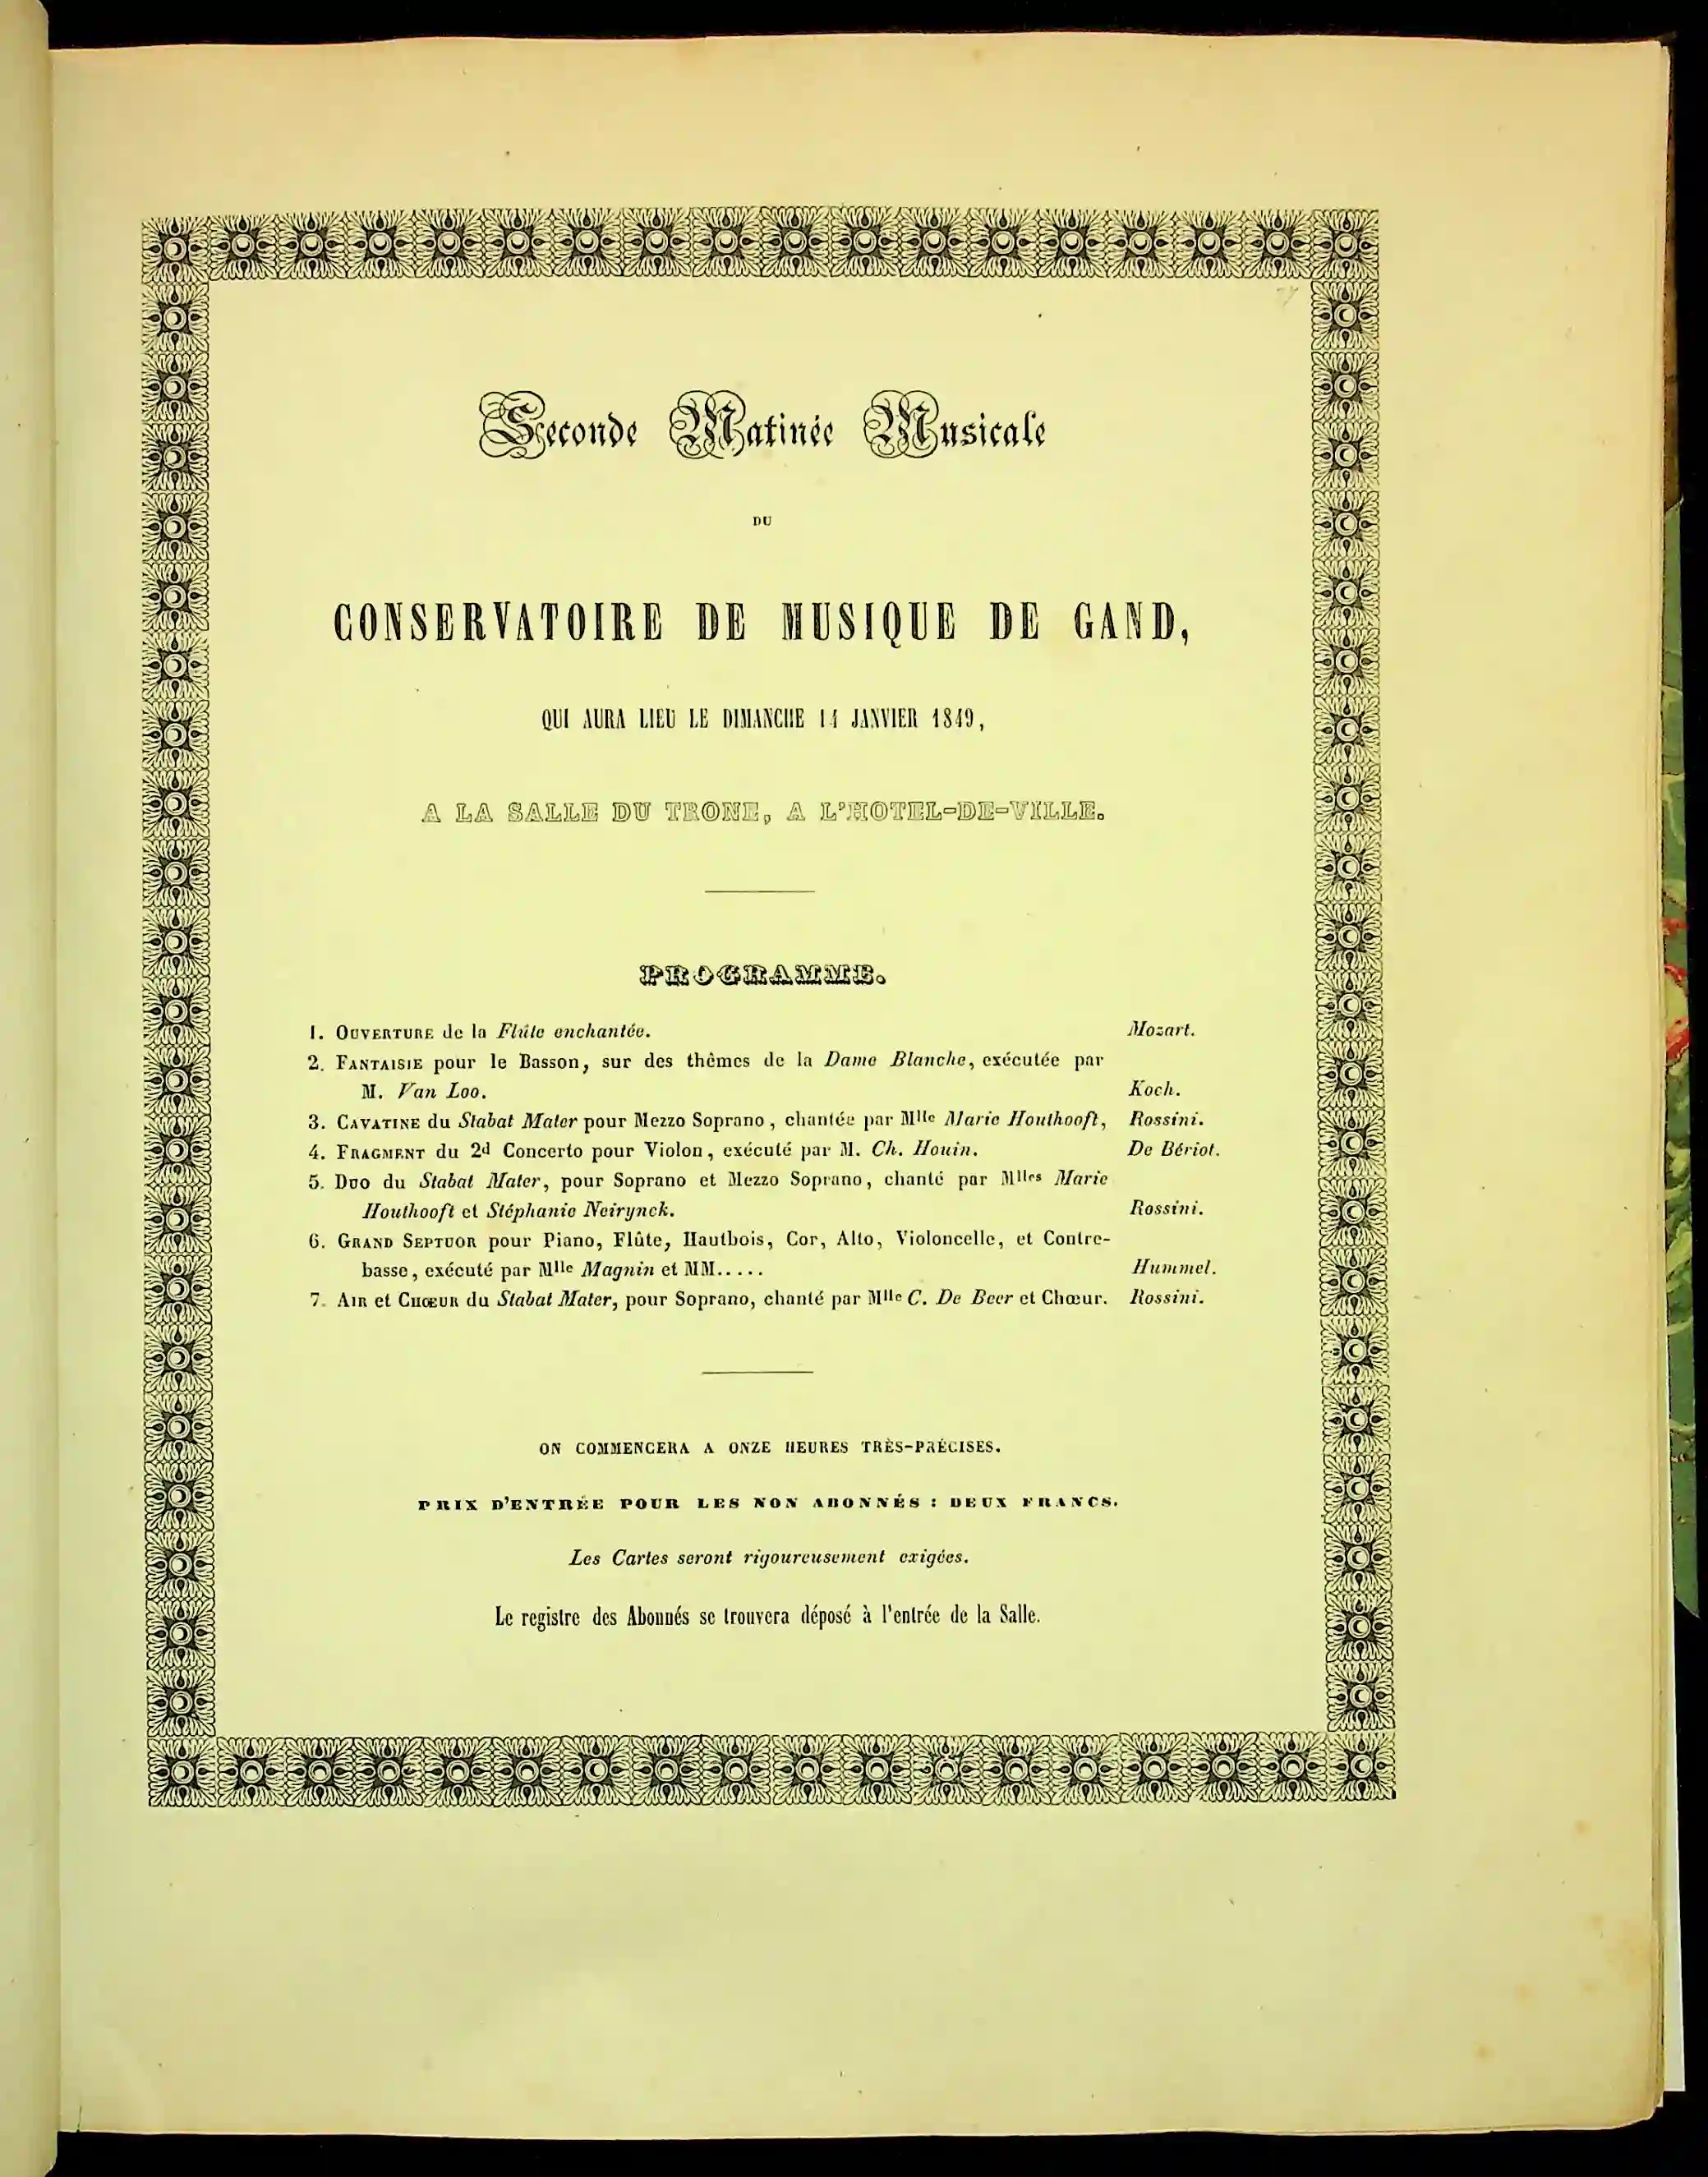 Seconde Matinée Musicale
DU
CONSERVATOIRE DE MUSIQUE DE GAND,
QUI AURA LIEU LE DIMANCHE 14 JANVIER 1849,
A LA SALLE DU TRONE, A L'HOTEL-DE-VILLE.
PROGRAMME.
1. OUVERTURE de la Flûte enchantée. Mozart.
2. FANTAISIE pour le Basson, sur des thêmes de la Dame Blanche, exécutée par
M. Van Loo. Koch.
3. CAVATINE du Stabat Mater pour Mezzo Soprano, chantée par Mlle Marie Houthooft, Rossini.
4. FRAGMENT du 2d Concerto pour Violon, exécuté par M. Ch. Houin. De Bériot.
5. DUO du Stabat Mater, pour Soprano et Mezzo Soprano, chanté par Mlles Marie
Houthooft et Stéphanie Neirynck. Rossini.
6. GRAND SEPTUOR pour Piano, Flûte, Hautbois, Cor, Alto, Violoncelle, et Contre-
basse, exécuté par Mlle Magnin et MM..... Hummel.
7. AIR et CHŒUR du Stabat Mater, pour Soprano, chanté par Mlle C. De Beer et Chœur. Rossini.
ON COMMENCERA A ONZE HEURES TRÈS-PRÉCISES.
PRIX D'ENTRÉE POUR LES NON ABONNÉS : DEUX FRANCS.
Les Cartes seront rigoureusement exigées.
Le registre des Abonnés se trouvera déposé à l'entrée de la Salle.